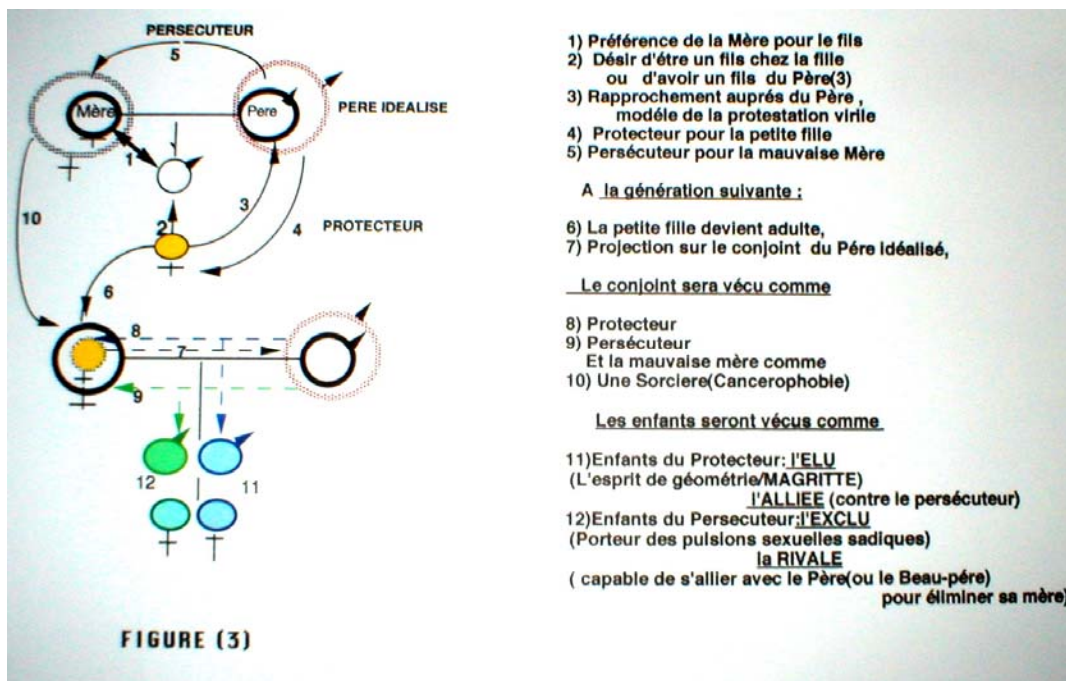 PERSECUTEUR
5
Mère
Pere
PERE IDEALISE
1
10
2
3
4
PROTECTEUR
6
8
7
9
12
11
FIGURE (3)
1) Préférence de la Mère pour le fils
2) Désir d'étre un fils chez la fille
ou d'avoir un fils du Père(3)
3) Rapprochement auprés du Père ,
modéle de la protestation virile
4) Protecteur pour la petite fille
5) Persécuteur pour la mauvaise Mère
A la génération suivante :
6) La petite fille devient adulte,
7) Projection sur le conjoint du Pére idéalisé,
Le conjoint sera vécu comme
8) Protecteur
9) Persécuteur
Et la mauvaise mère comme
10) Une Sorciere(Cancerophobie)
Les enfants seront vécus comme
11)Enfants du Protecteur: l'ELU
(L'esprit de géométrie/MAGRITTE)
l'ALLIEE (contre le persécuteur)
12)Enfants du Persecuteur:l'EXCLU
(Porteur des pulsions sexuelles sadiques)
la RIVALE
( capable de s'allier avec le Père(ou le Beau-pére)
pour éliminer sa mère)